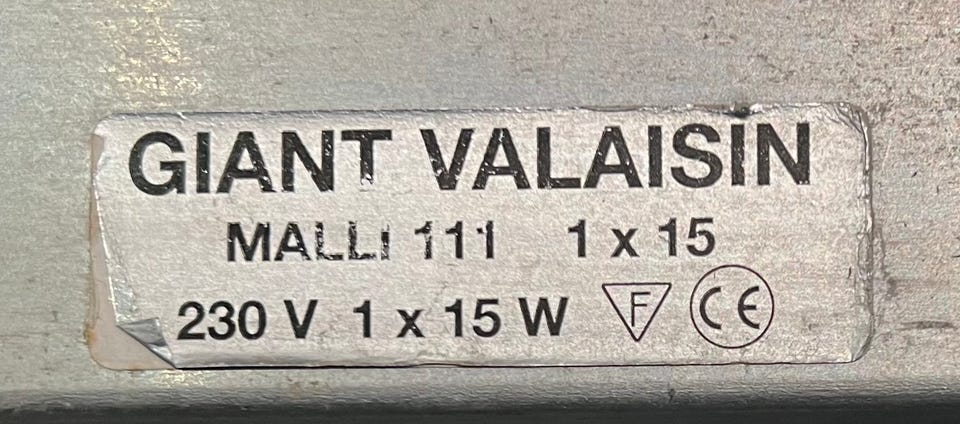 GIANT VALAISIN
MALLI 111 1 x 15
230 V 1 x 15 W F CE